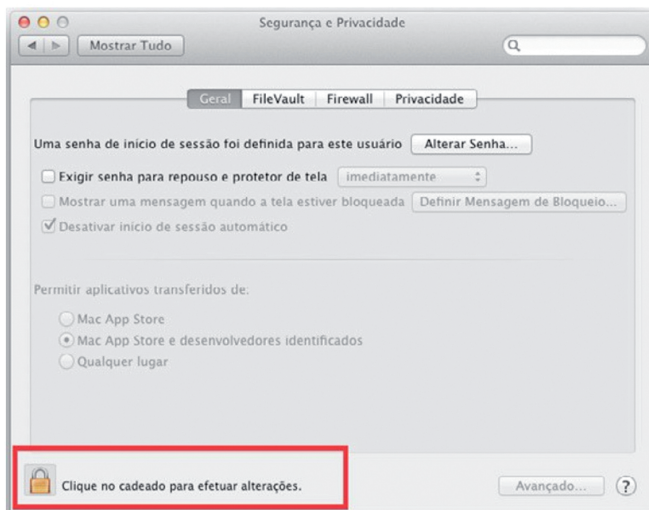 Segurança e Privacidade
Mostrar Tudo
Geral FileVault Firewall Privacidade
Uma senha de início de sessão foi definida para este usuário Alterar Senha...
Exigir senha para repouso e protetor de tela imediatamente
Mostrar uma mensagem quando a tela estiver bloqueada Definir Mensagem de Bloqueio...
Desativar início de sessão automático
Permitir aplicativos transferidos de:
Mac App Store
Mac App Store e desenvolvedores identificados
Qualquer lugar
Clique no cadeado para efetuar alterações.
Avançado... ?